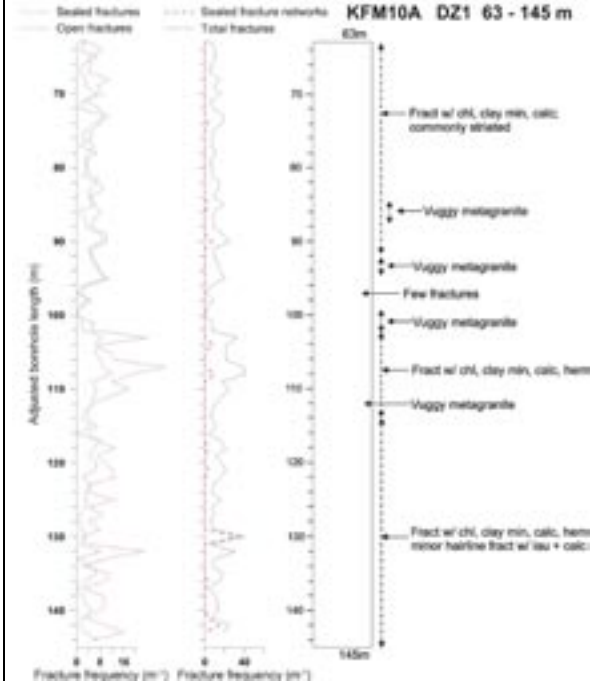 Sealed fractures
Sealed fracture networks
KFM10A DZ1 63 - 145 m
Open fractures
Total fractures
63m
70
70
Fract w/ chl, clay min, calc,
commonly striated
80
80
Vuggy metagranite
90
90
Vuggy metagranite
Few fractures
100
100
Vuggy metagranite
Fract w/ chl, clay min, calc, hem
110
110
Vuggy metagranite
120
120
130
130
Fract w/ chl, clay min, calc, hem
minor hairline fract w/ lau + calc
140
140
145m
Adjusted borehole length (m)
0 8 16
0 40
Fracture frequency (m⁻¹)
Fracture frequency (m⁻¹)